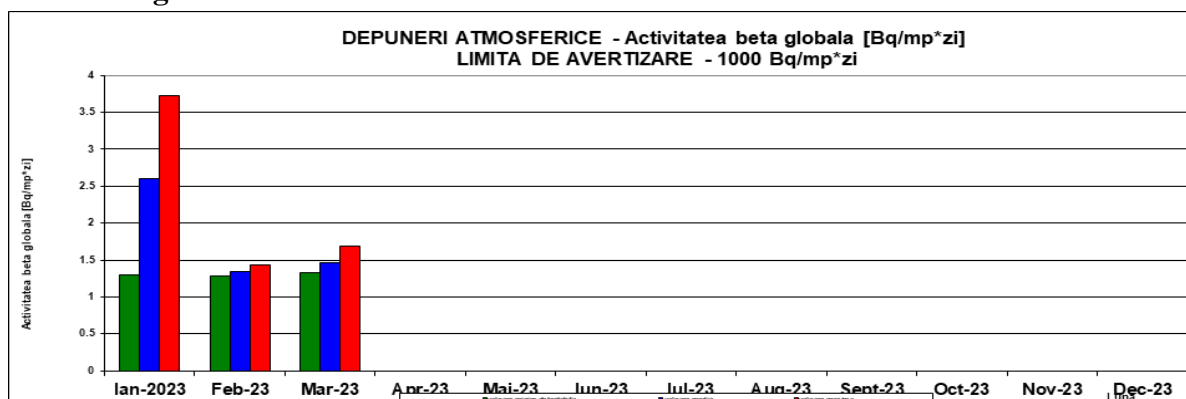 DEPUNERI ATMOSFERICE - Activitatea beta globala [Bq/mp*zi]
LIMITA DE AVERTIZARE - 1000 Bq/mp*zi
Activitatea beta globala [Bq/mp*zi]
4
3.5
3
2.5
2
1.5
1
0.5
0
Ian-2023 Feb-23 Mar-23 Apr-23 Mai-23 Iun-23 Iul-23 Aug-23 Sept-23 Oct-23 Nov-23 Dec-23